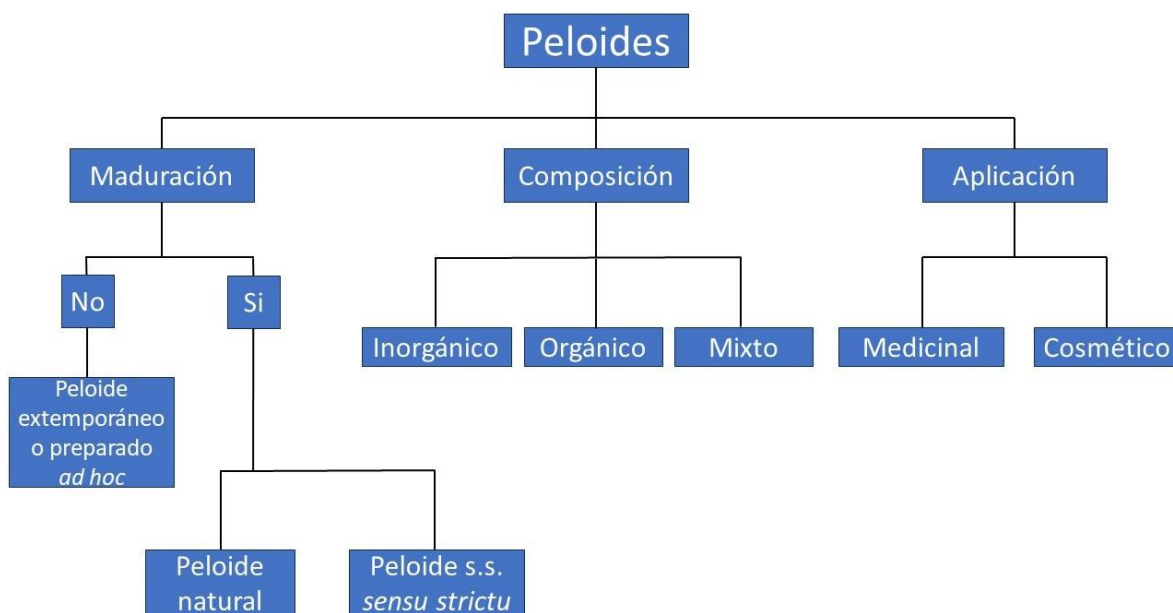 Peloides
Maduración
Composición
Aplicación
No
Si
Inorgánico
Orgánico
Mixto
Medicinal
Cosmético
Peloide
extemporáneo
o preparado
ad hoc
Peloide
natural
Peloide s.s.
sensu strictu